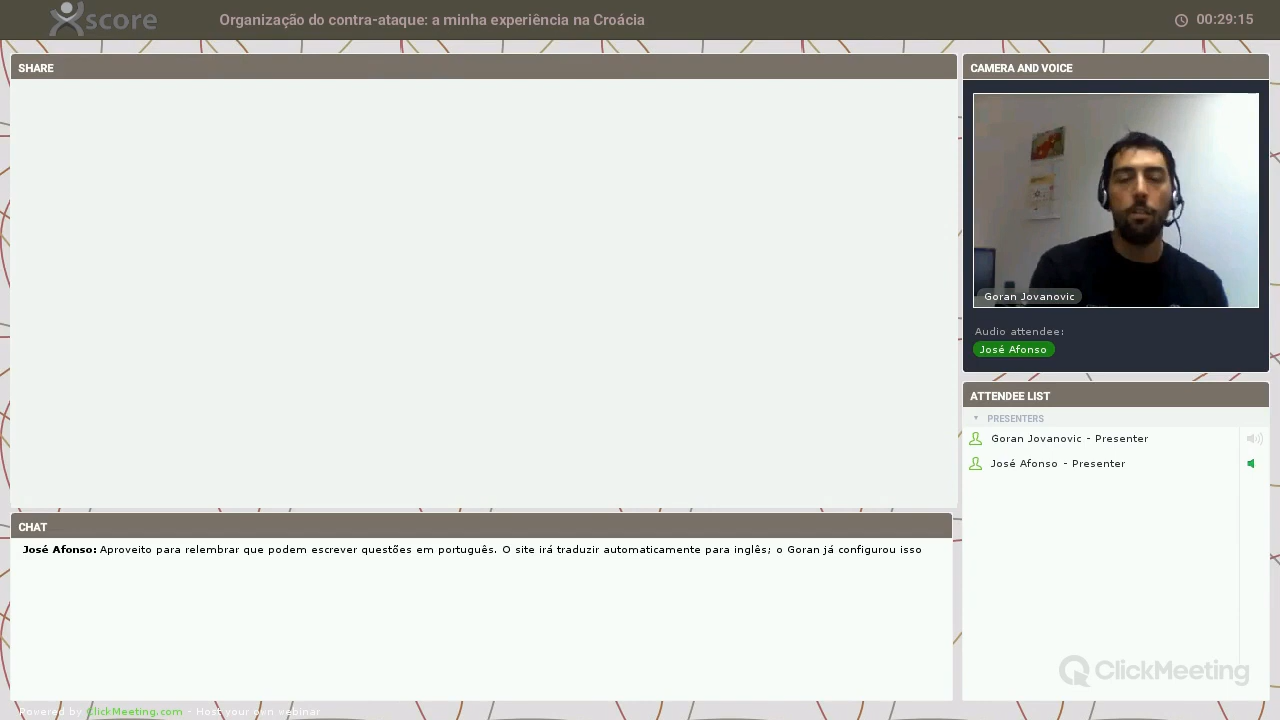 score
Organização do contra-ataque: a minha experiência na Croácia
00:29:15
SHARE
CAMERA AND VOICE
Goran Jovanovic
Audio attendee:
José Afonso
ATTENDEE LIST
PRESENTERS
Goran Jovanovic - Presenter
José Afonso - Presenter
CHAT
José Afonso: Aproveito para relembrar que podem escrever questões em português. O site irá traduzir automaticamente para inglês; o Goran já configurou isso
ClickMeeting
Powered by ClickMeeting.com - Host your own webinar